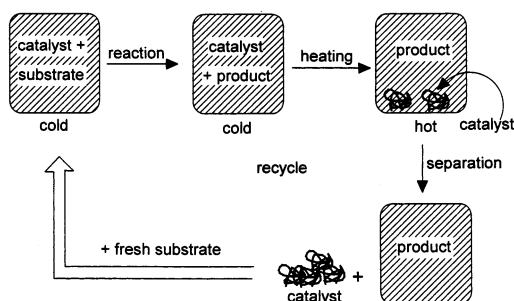 catalyst +
substrate
cold
reaction
catalyst
+ product
cold
heating
product
hot
catalyst
separation
recycle
+ fresh substrate
catalyst
+
product